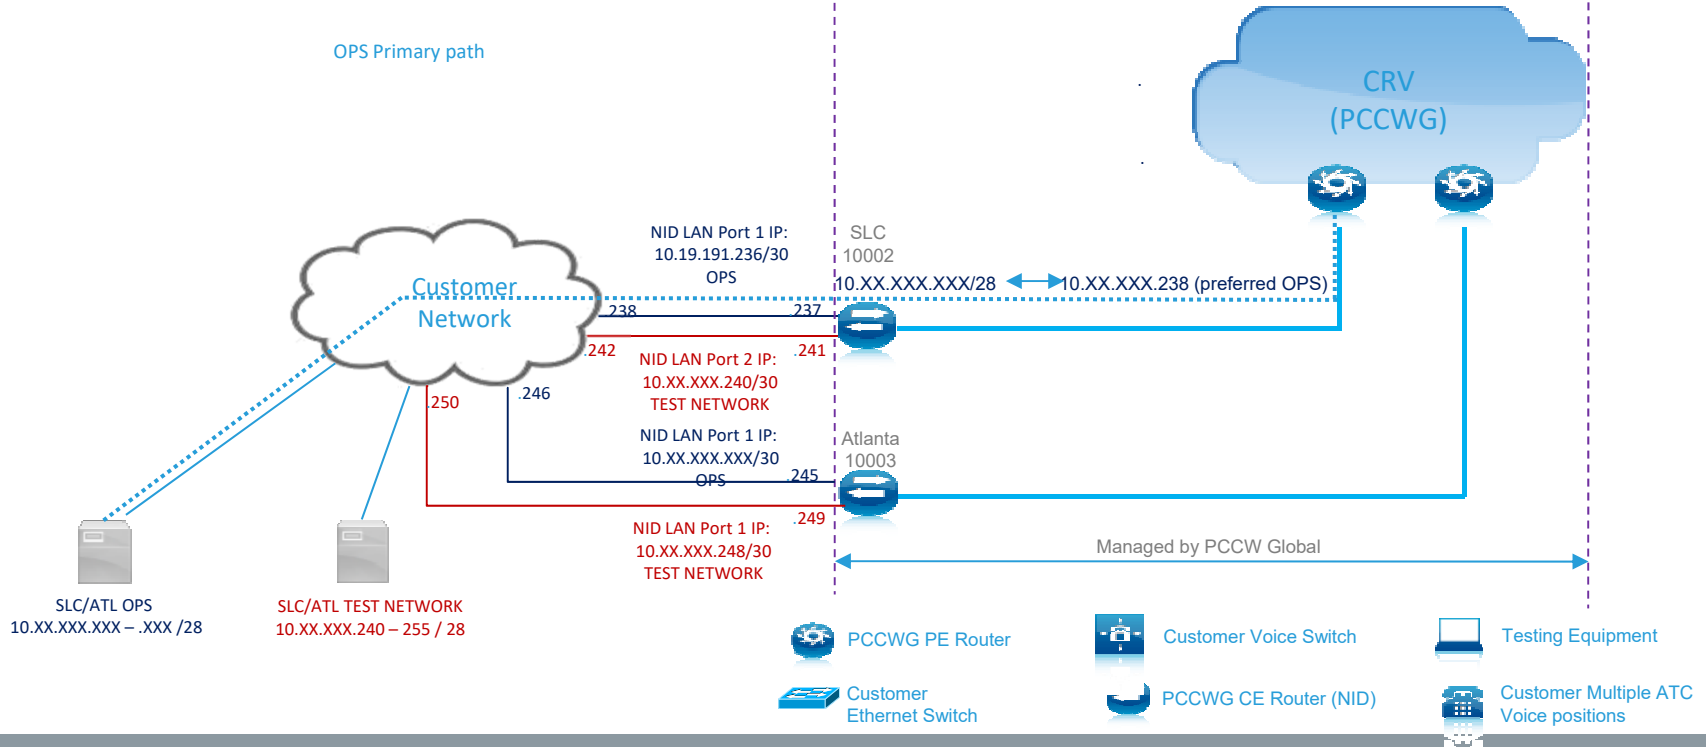 OPS Primary path
CRV
(PCCWG)
NID LAN Port 1 IP:
10.19.191.236/30
OPS
SLC
10002
10.XX.XXX.XXX/28
10.XX.XXX.238 (preferred OPS)
Customer
Network
.238
.237
.242
.241
NID LAN Port 2 IP:
10.XX.XXX.240/30
TEST NETWORK
.250
.246
NID LAN Port 1 IP:
10.XX.XXX.XXX/30
OPS
.245
Atlanta
10003
.249
NID LAN Port 1 IP:
10.XX.XXX.248/30
TEST NETWORK
Managed by PCCW Global
SLC/ATL OPS
10.XX.XXX.XXX – .XXX /28
SLC/ATL TEST NETWORK
10.XX.XXX.240 – 255 / 28
PCCWG PE Router
Customer Voice Switch
Testing Equipment
Customer
Ethernet Switch
PCCWG CE Router (NID)
Customer Multiple ATC
Voice positions